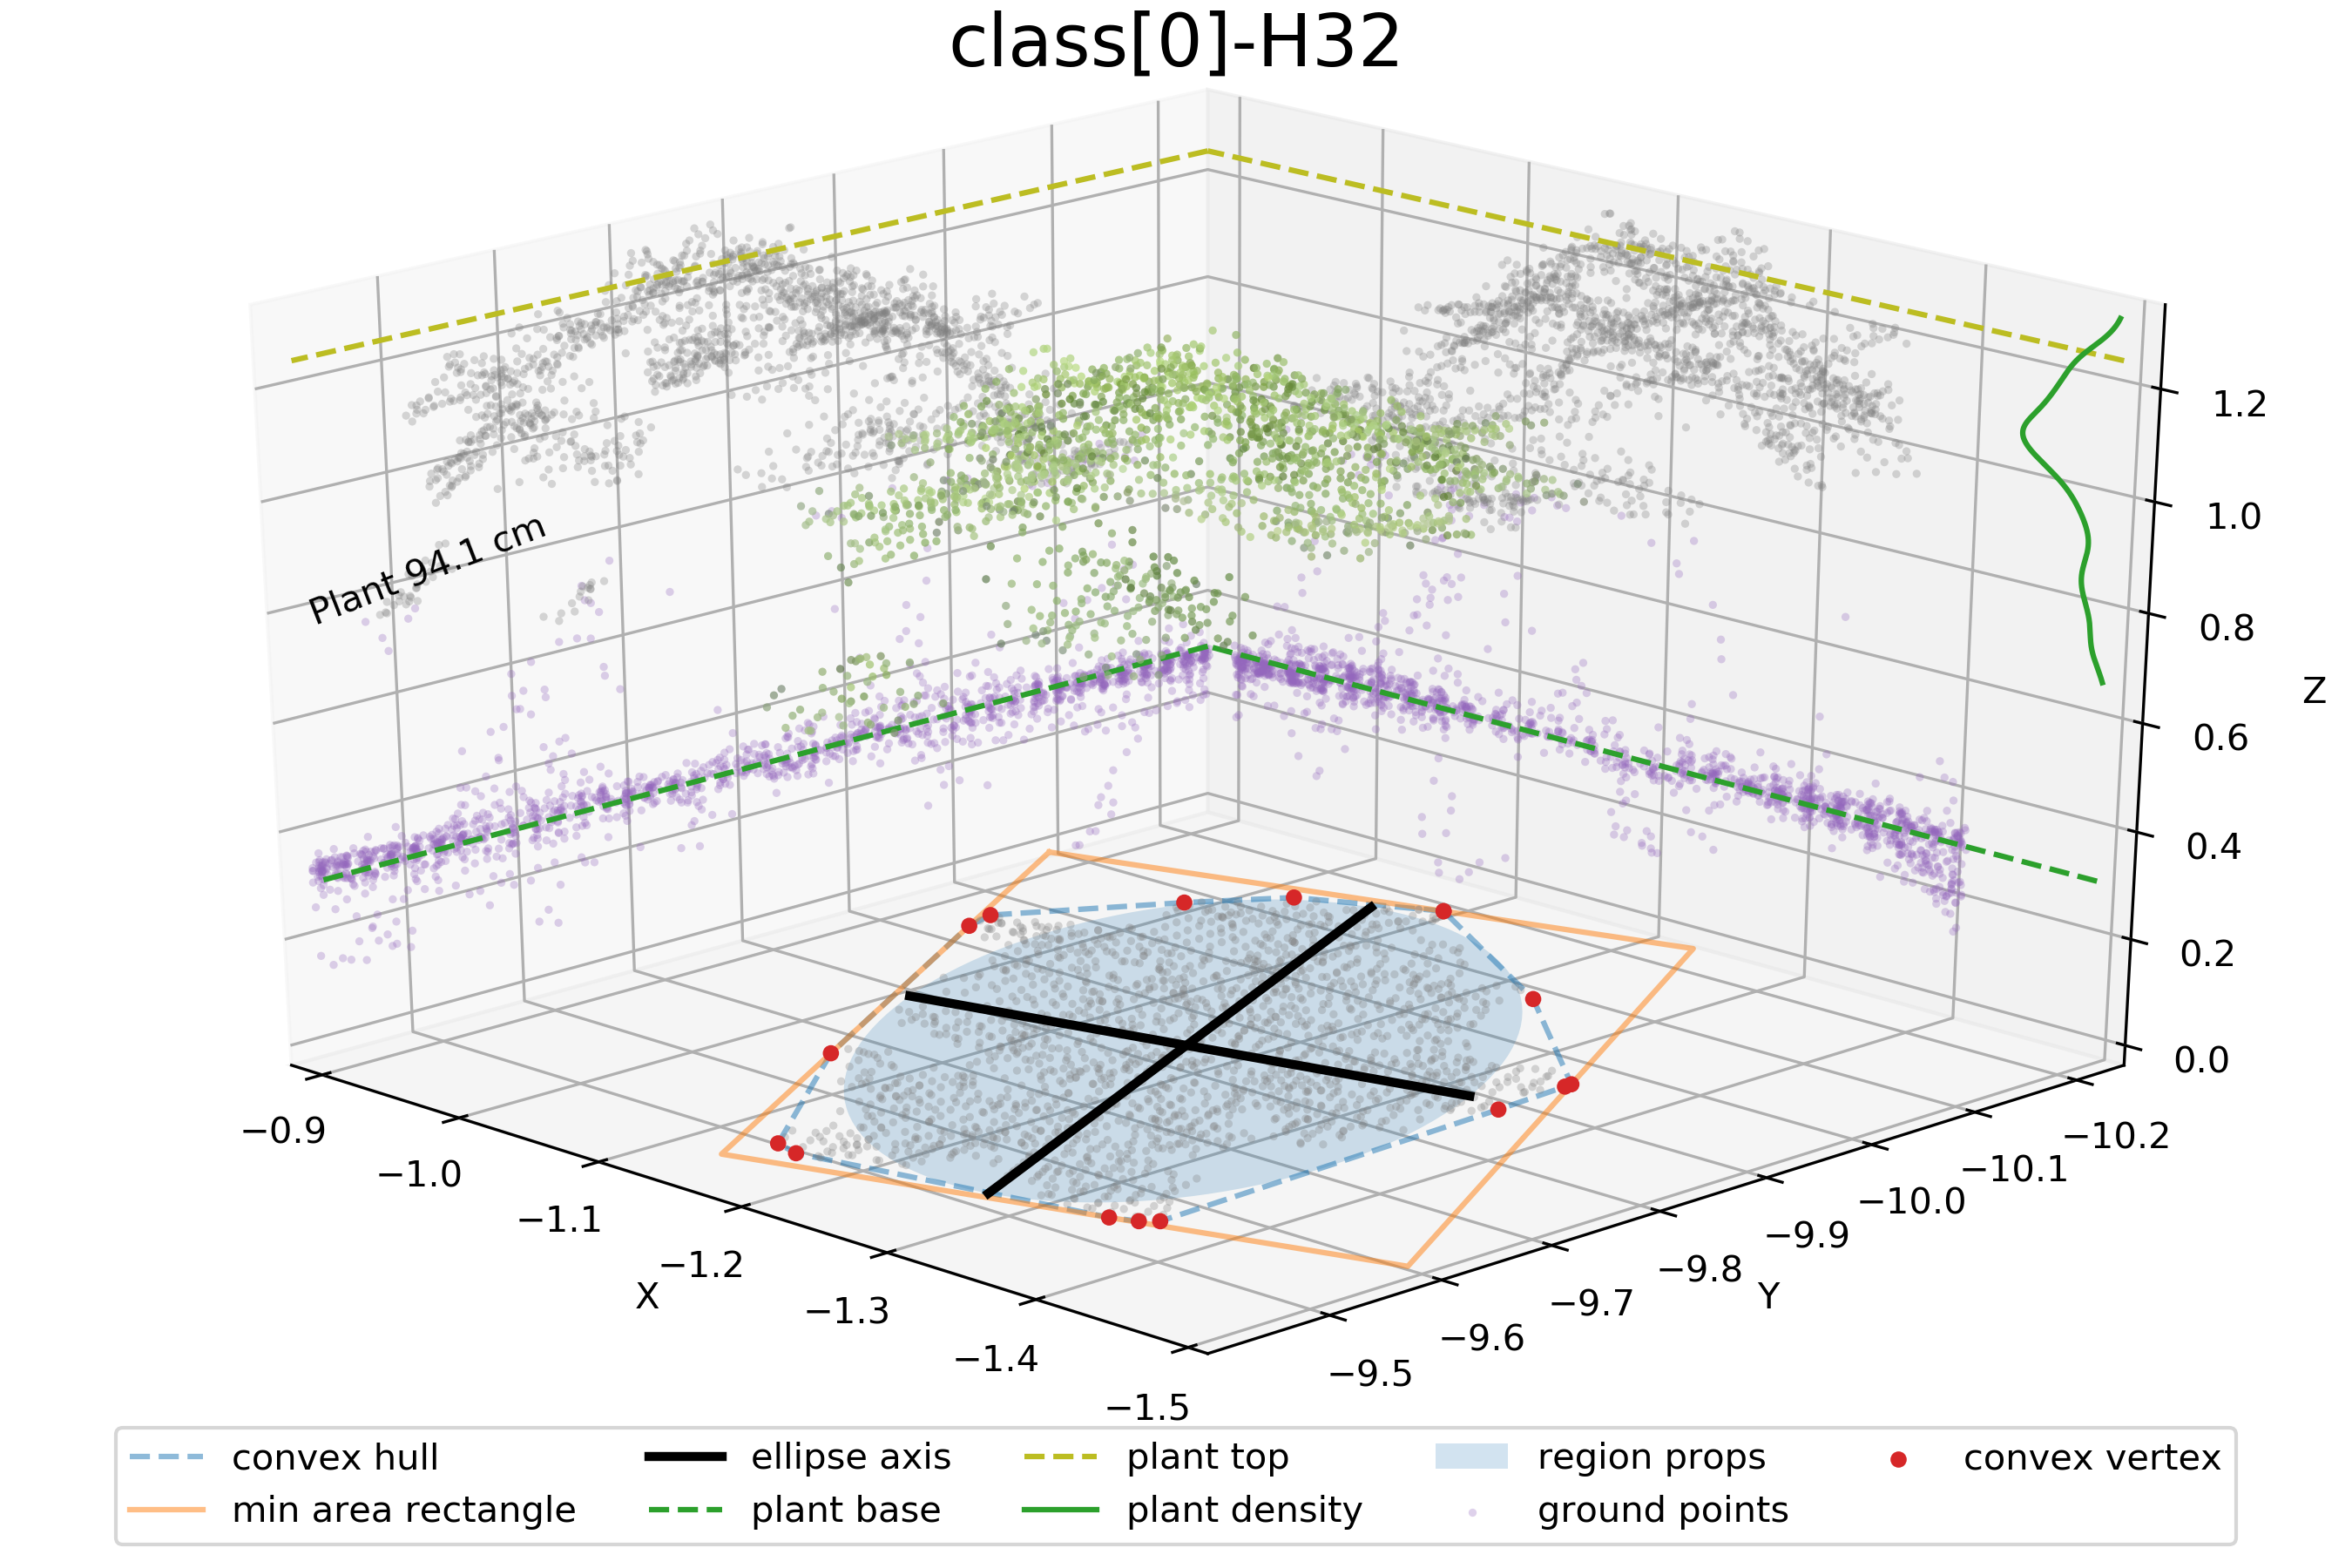 class[0]-H32
Plant 94.1 cm
1.2
1.0
0.8
0.6
0.4
0.2
0.0
Z
−0.9
−1.0
−1.1
−1.2
−1.3
−1.4
−1.5
X
−10.2
−10.1
−10.0
−9.9
−9.8
−9.7
−9.6
−9.5
Y
convex hull
min area rectangle
ellipse axis
plant base
plant top
plant density
region props
ground points
convex vertex